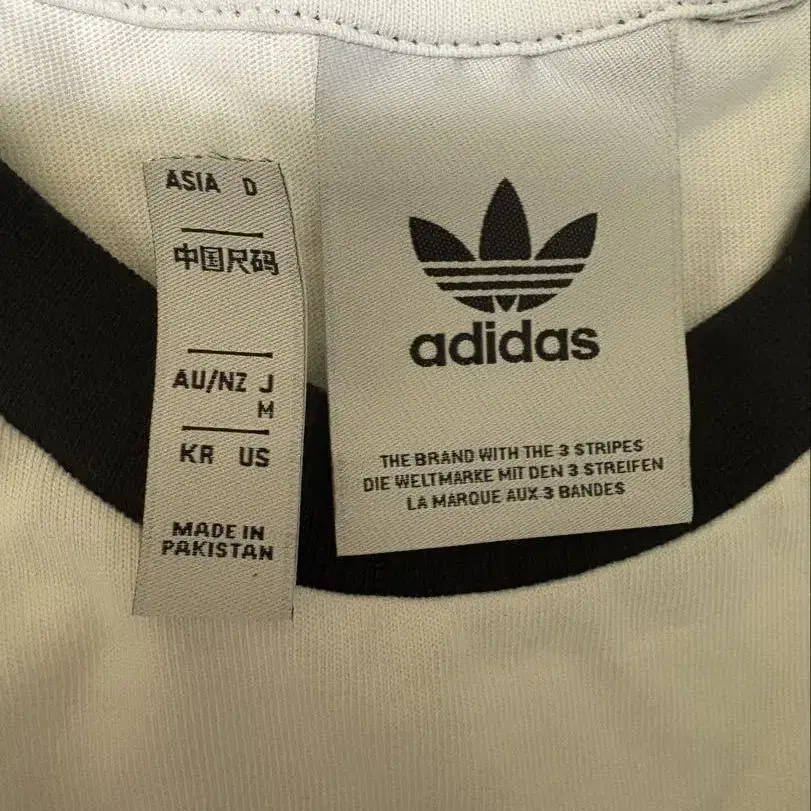 ASIA D
中国尺码
AU/NZ J
M
KR US
MADE IN
PAKISTAN
adidas
THE BRAND WITH THE 3 STRIPES
DIE WELTMARKE MIT DEN 3 STREIFEN
LA MARQUE AUX 3 BANDES